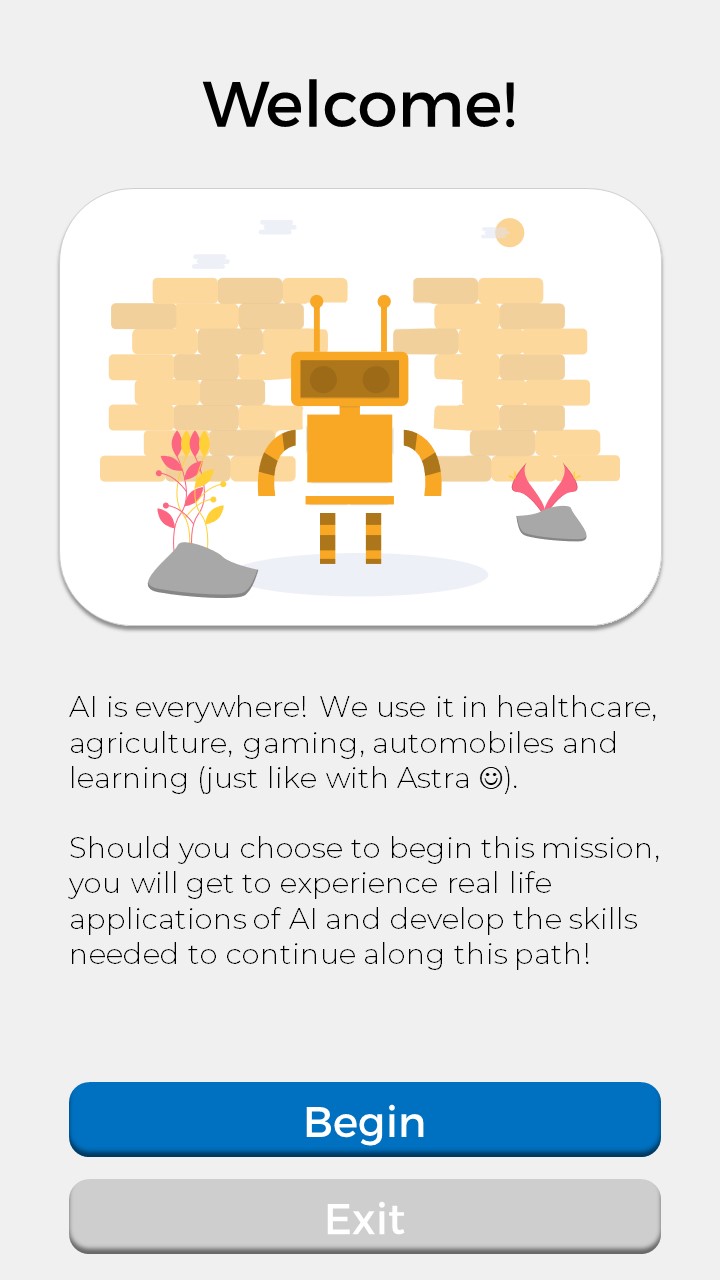 Welcome!
AI is everywhere! We use it in healthcare,
agriculture, gaming, automobiles and
learning (just like with Astra ☺).
Should you choose to begin this mission,
you will get to experience real life
applications of AI and develop the skills
needed to continue along this path!
Begin
Exit